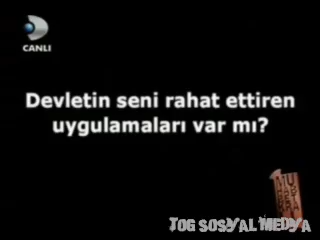 CANLI
Devletin seni rahat ettiren
uygulamaları var mı?
TOG SOSYAL MEDYA